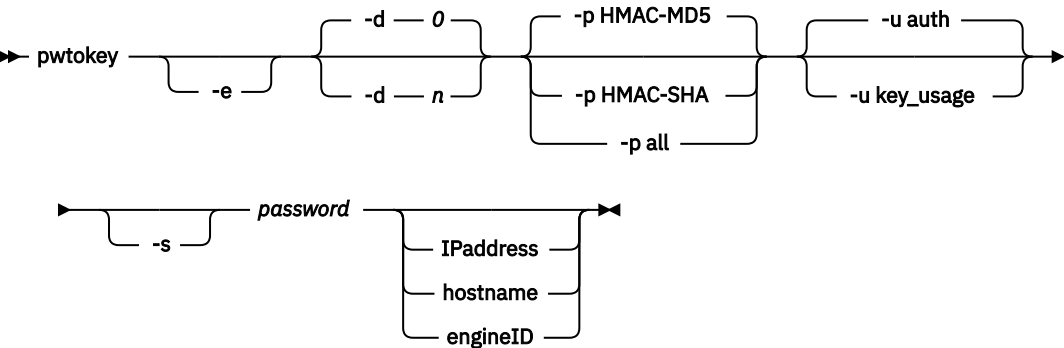 -d 0 -p HMAC-MD5 -u auth
pwtokey
-e -d n -p HMAC-SHA -u key_usage
-p all
password
-s IPaddress
hostname
engineID